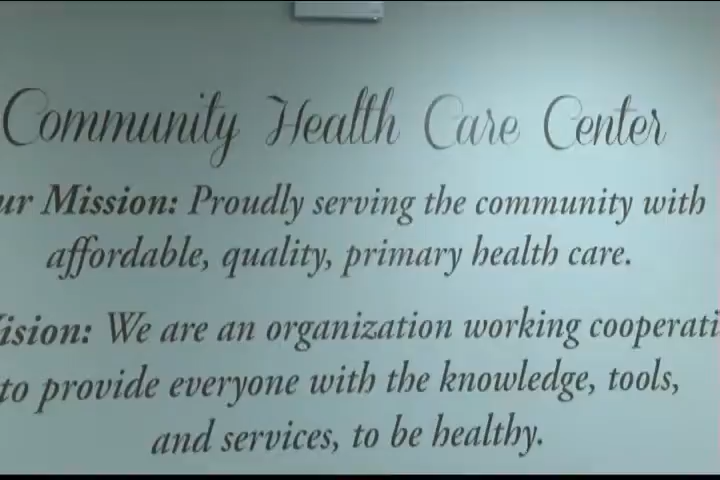 Community Health Care Center
ur Mission: Proudly serving the community with
affordable, quality, primary health care.
ision: We are an organization working cooperati
to provide everyone with the knowledge, tools,
and services, to be healthy.